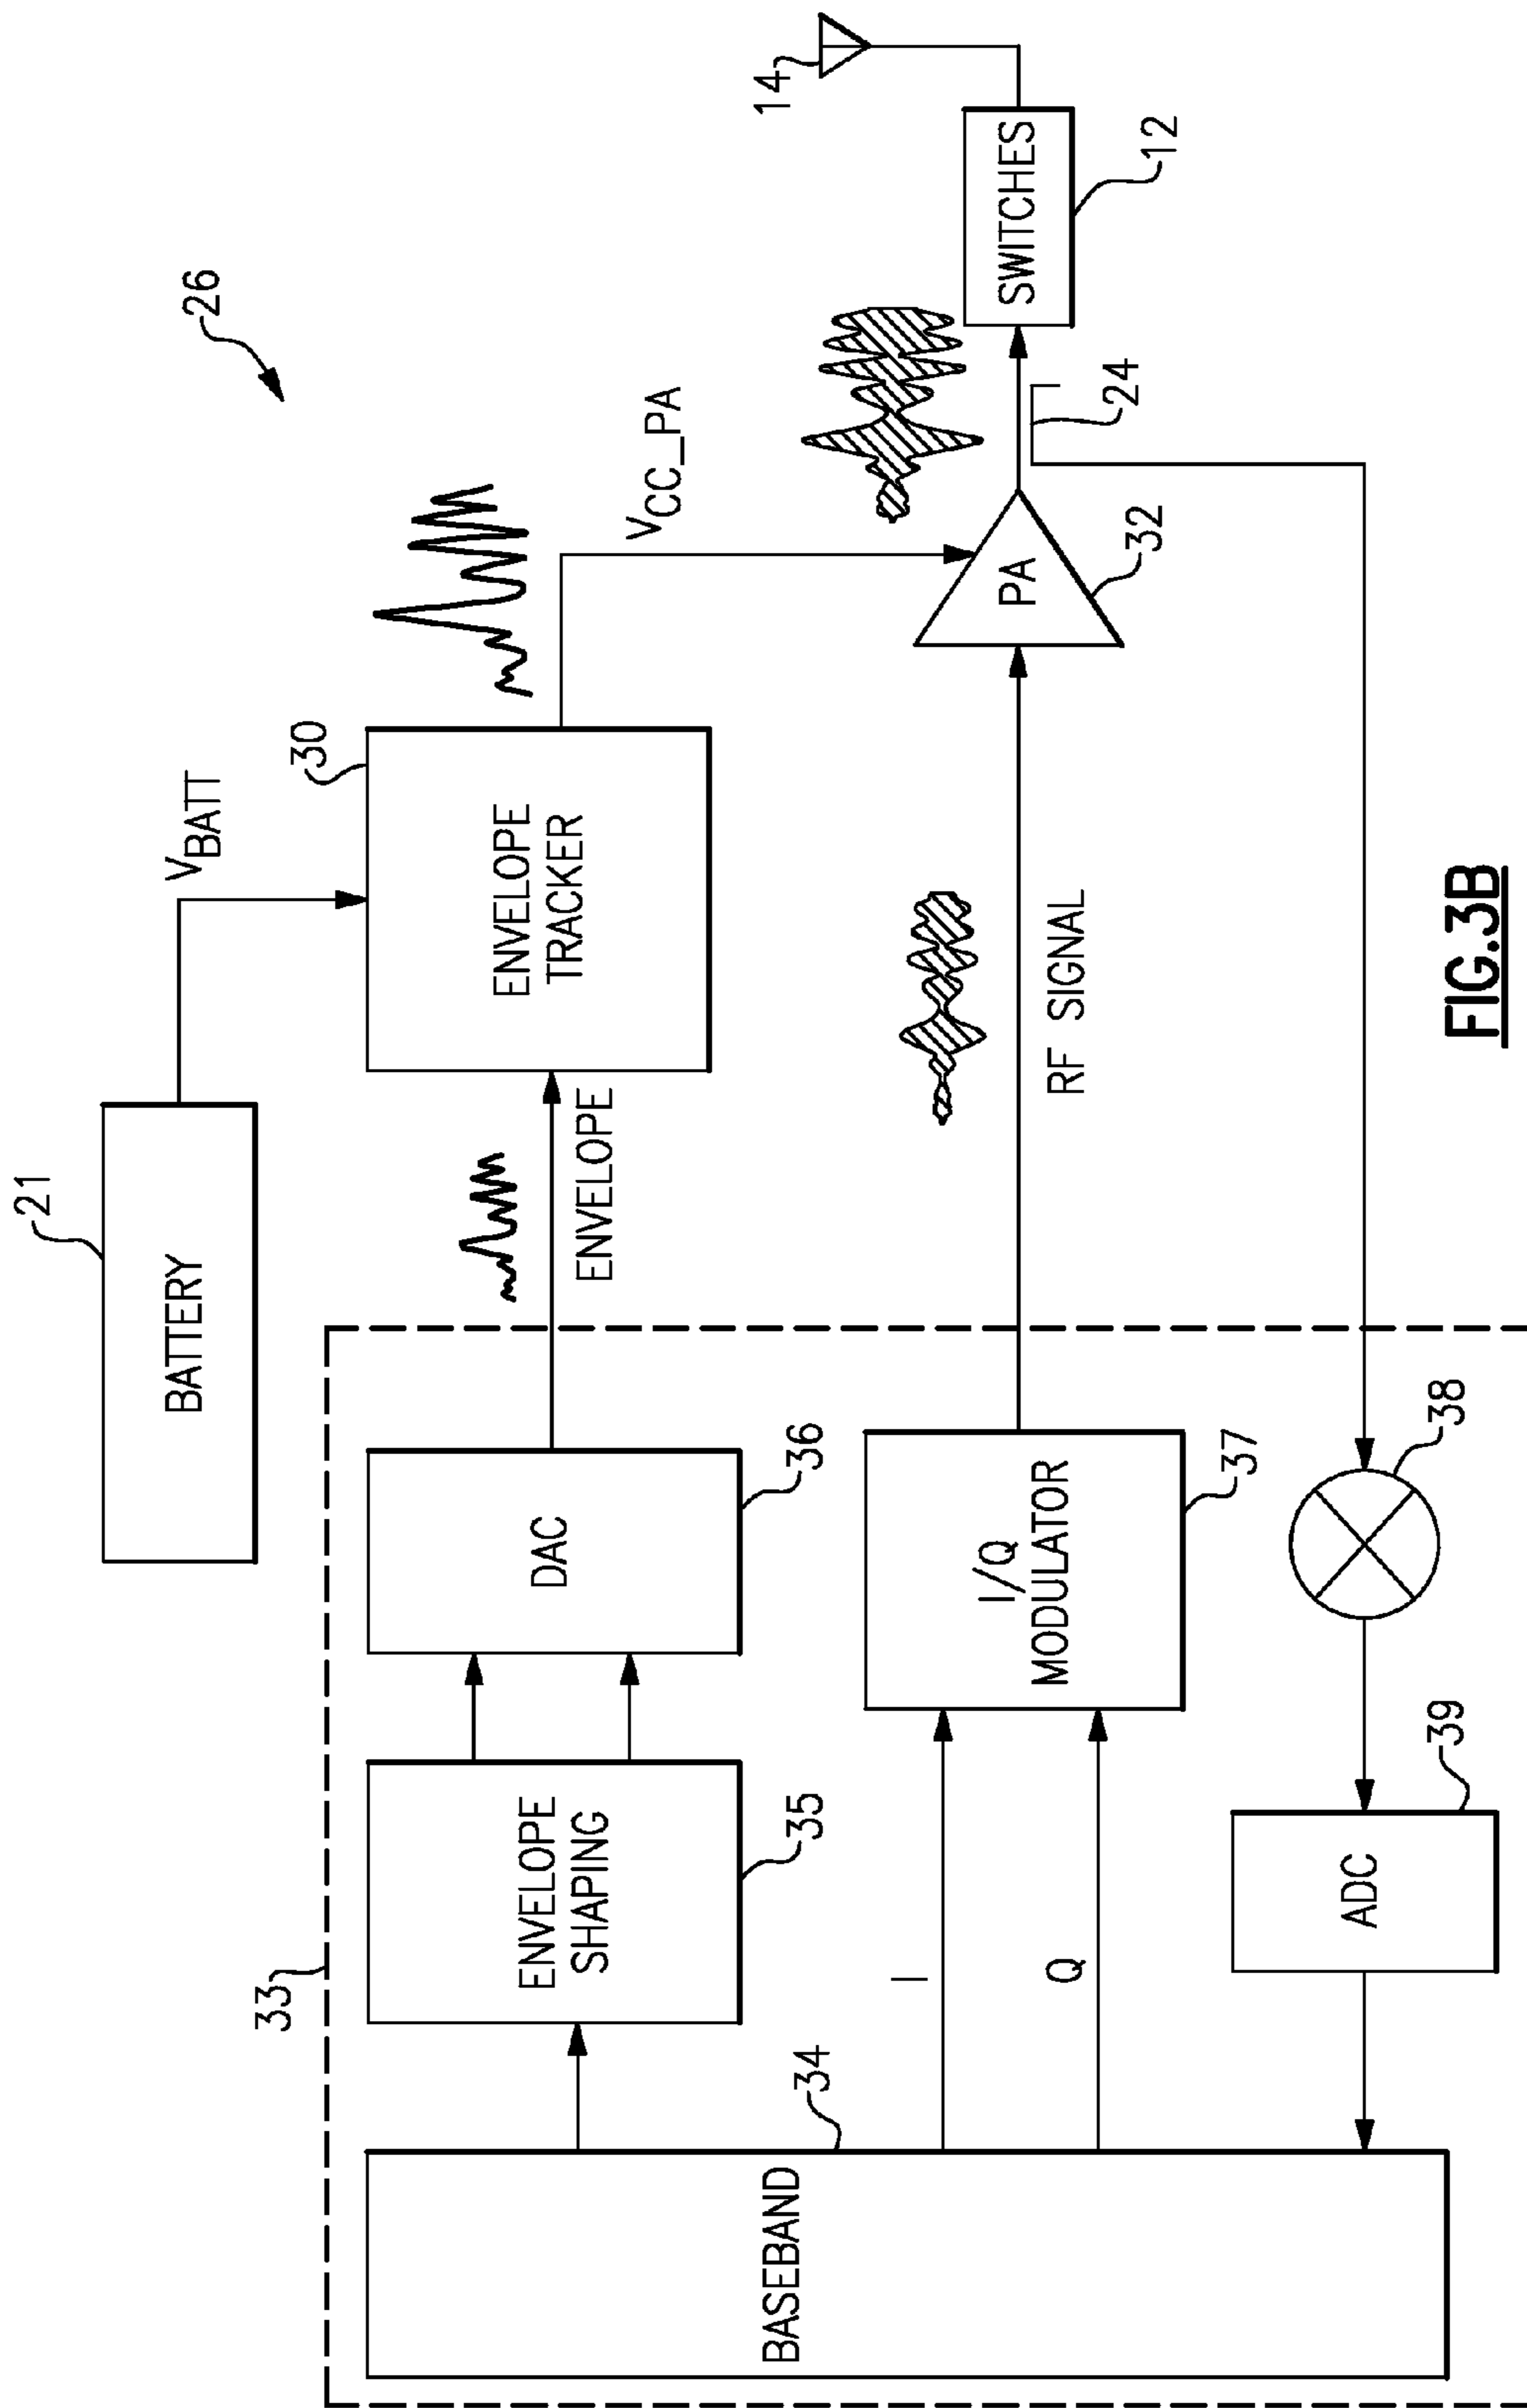 26
21
BATTERY
VBATT
30
ENVELOPE
TRACKER
VCC_PA
14
SWITCHES
12
33
ENVELOPE
SHAPING
35
DAC
36
ENVELOPE
BASEBAND
34
I
Q
I/Q
MODULATOR
37
RF SIGNAL
PA
32
24
ADC
39
38
FIG.3B